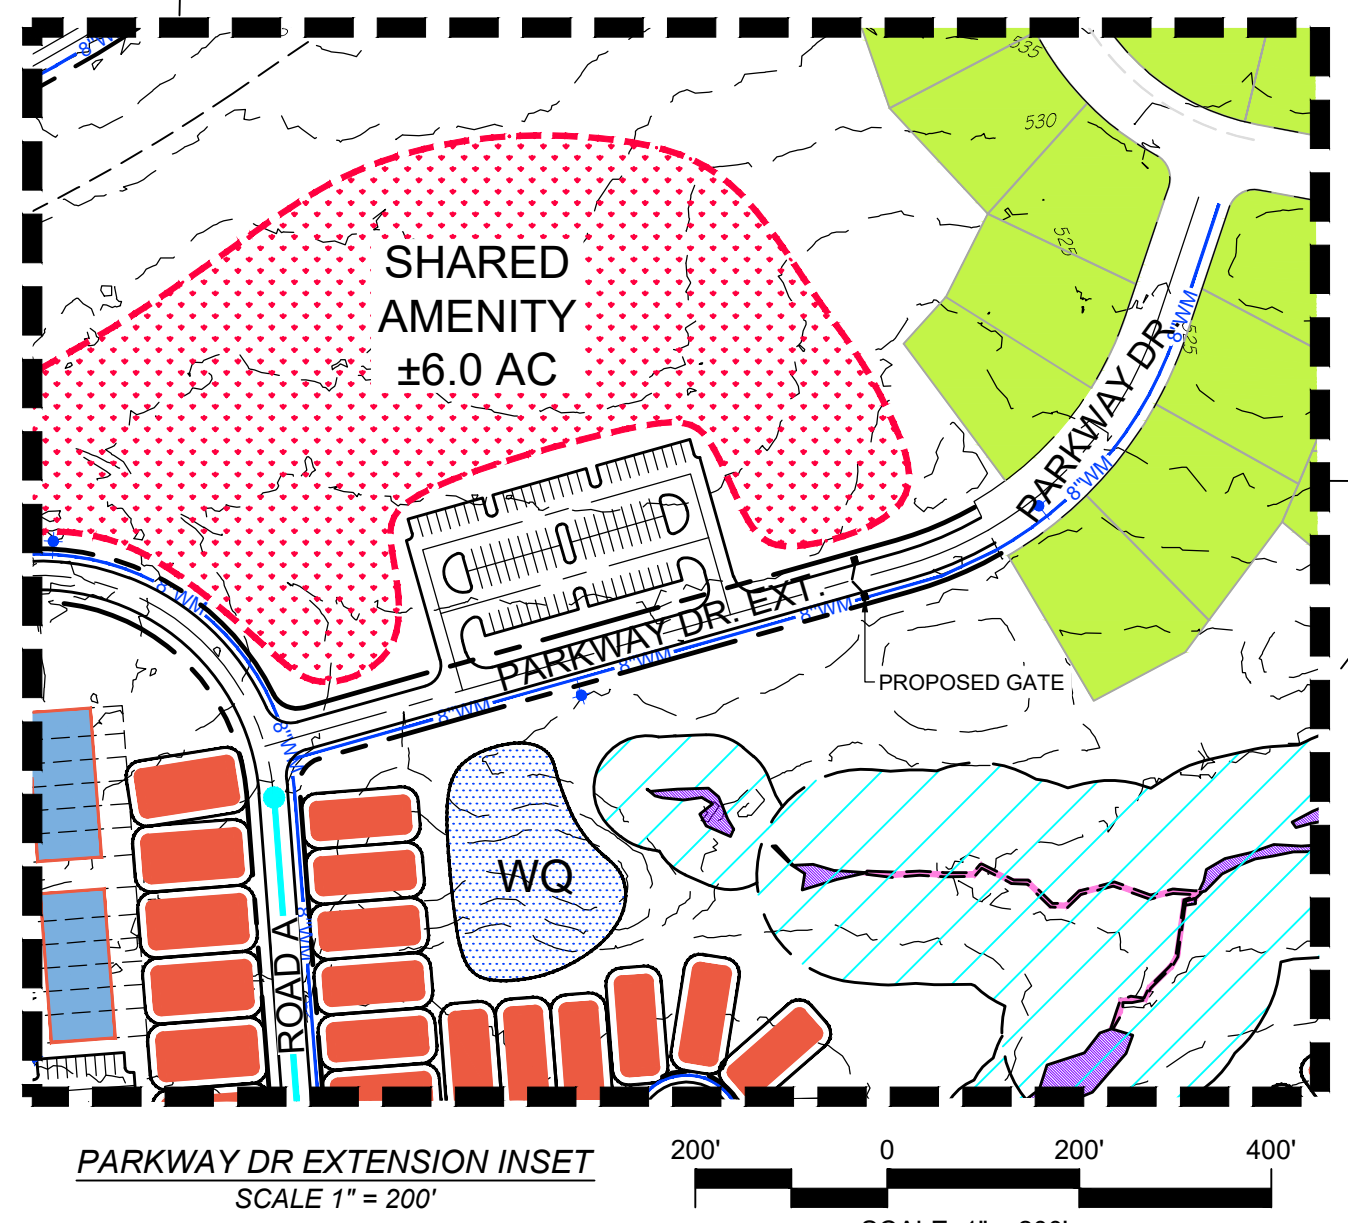 8"W
535
530
525
SHARED
AMENITY
±6.0 AC
8"WM
525
PARKWAY DR.
8"WM
8"WM
PARKWAY DR. EXT.
8"WM
8"WM
8"WM
PROPOSED GATE
8"WM
WQ
8"WM
ROAD A
PARKWAY DR EXTENSION INSET
SCALE 1" = 200'
200' 0 200' 400'